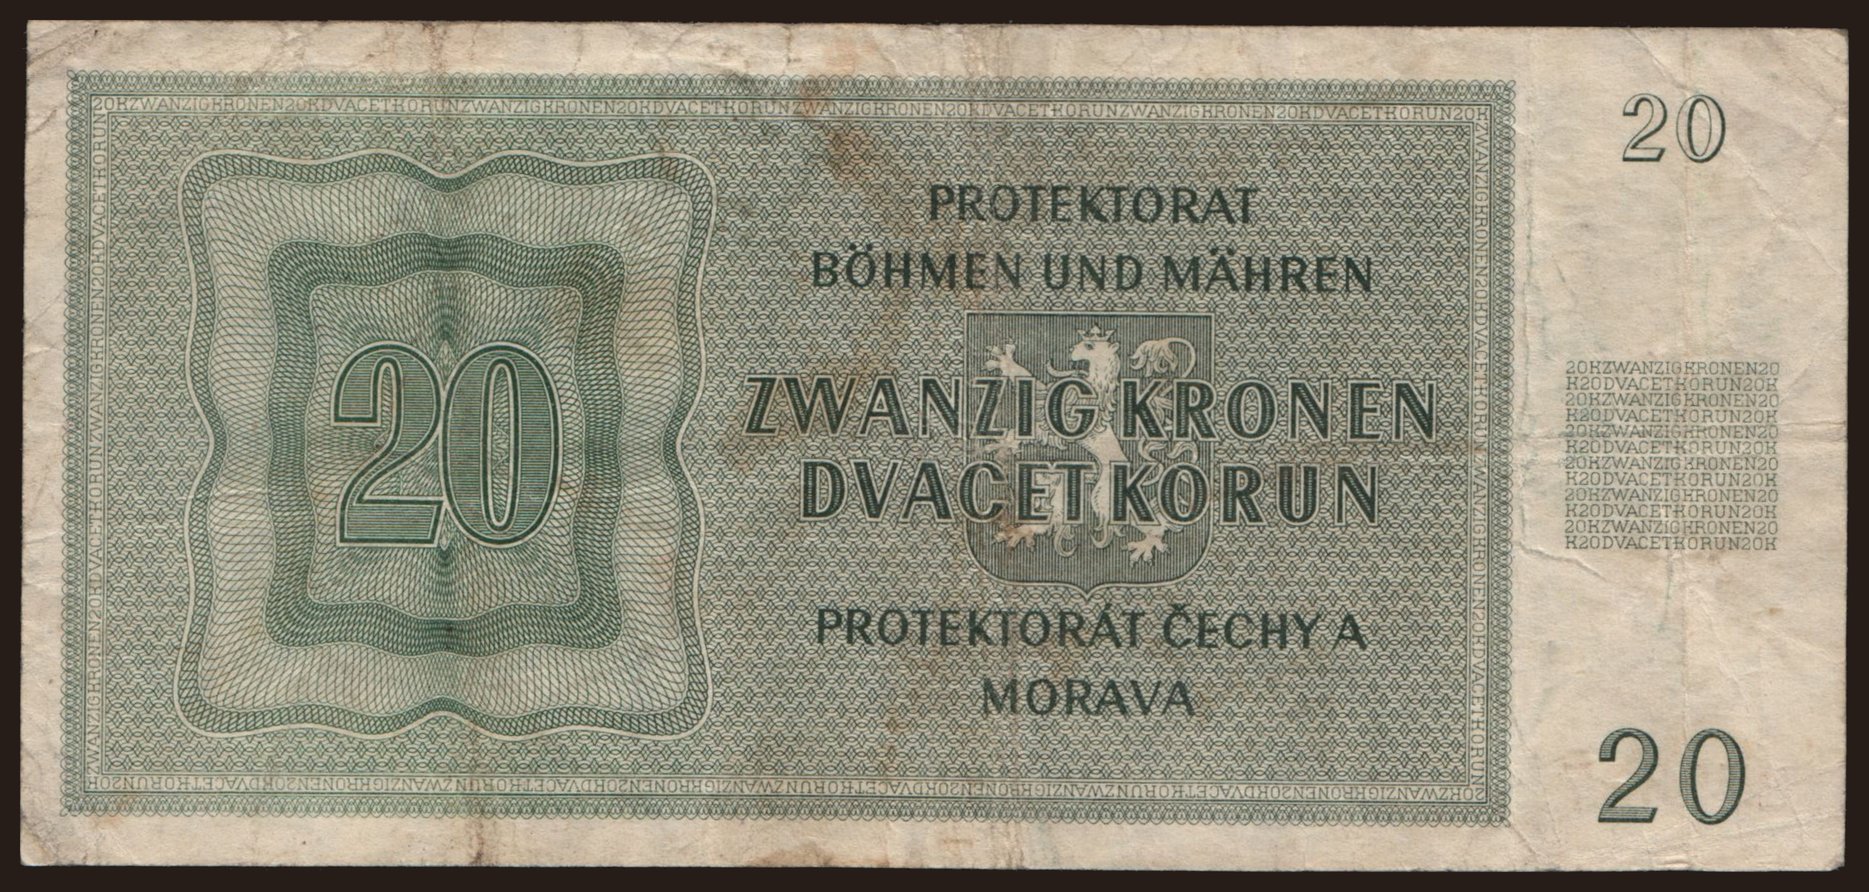 20KZWANZIGKRONEN20KDVACETKORUNZWANZIGKRONEN20KDVACETKORUNZWANZIGKRONEN20KDVACETKORUNZWANZIGKRONEN20KDVACETKORUN20K
20
PROTEKTORAT
BÖHMEN UND MÄHREN
20
ZWANZIG KRONEN
DVACET KORUN
PROTEKTORÁT ČECHY A
MORAVA
20KZWANZIGKRONEN20
K20DVACETKORUN20K
20KZWANZIGKRONEN20
K20DVACETKORUN20K
20KZWANZIGKRONEN20
K20DVACETKORUN20K
20KZWANZIGKRONEN20
K20DVACETKORUN20K
20KZWANZIGKRONEN20
K20DVACETKORUN20K
20KZWANZIGKRONEN20
K20DVACETKORUN20K
20